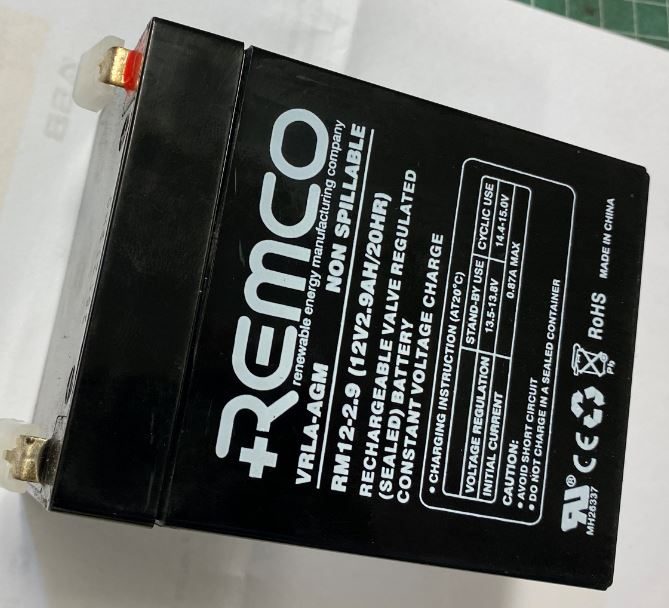 REMCO
renewable energy manufacturing company
VRLA-AGM NON SPILLABLE
RM12-2.9 (12V2.9AH/20HR)
RECHARGEABLE VALVE REGULATED
(SEALED) BATTERY
CONSTANT VOLTAGE CHARGE
• CHARGING INSTRUCTION (AT20°C)
STAND-BY USE CYCLIC USE
VOLTAGE REGULATION 13.5-13.8V 14.4-15.0V
INITIAL CURRENT 0.87A MAX
CAUTION:
• AVOID SHORT CIRCUIT
• DO NOT CHARGE IN A SEALED CONTAINER
RU® CE Pb RoHS MADE IN CHINA
MH26337